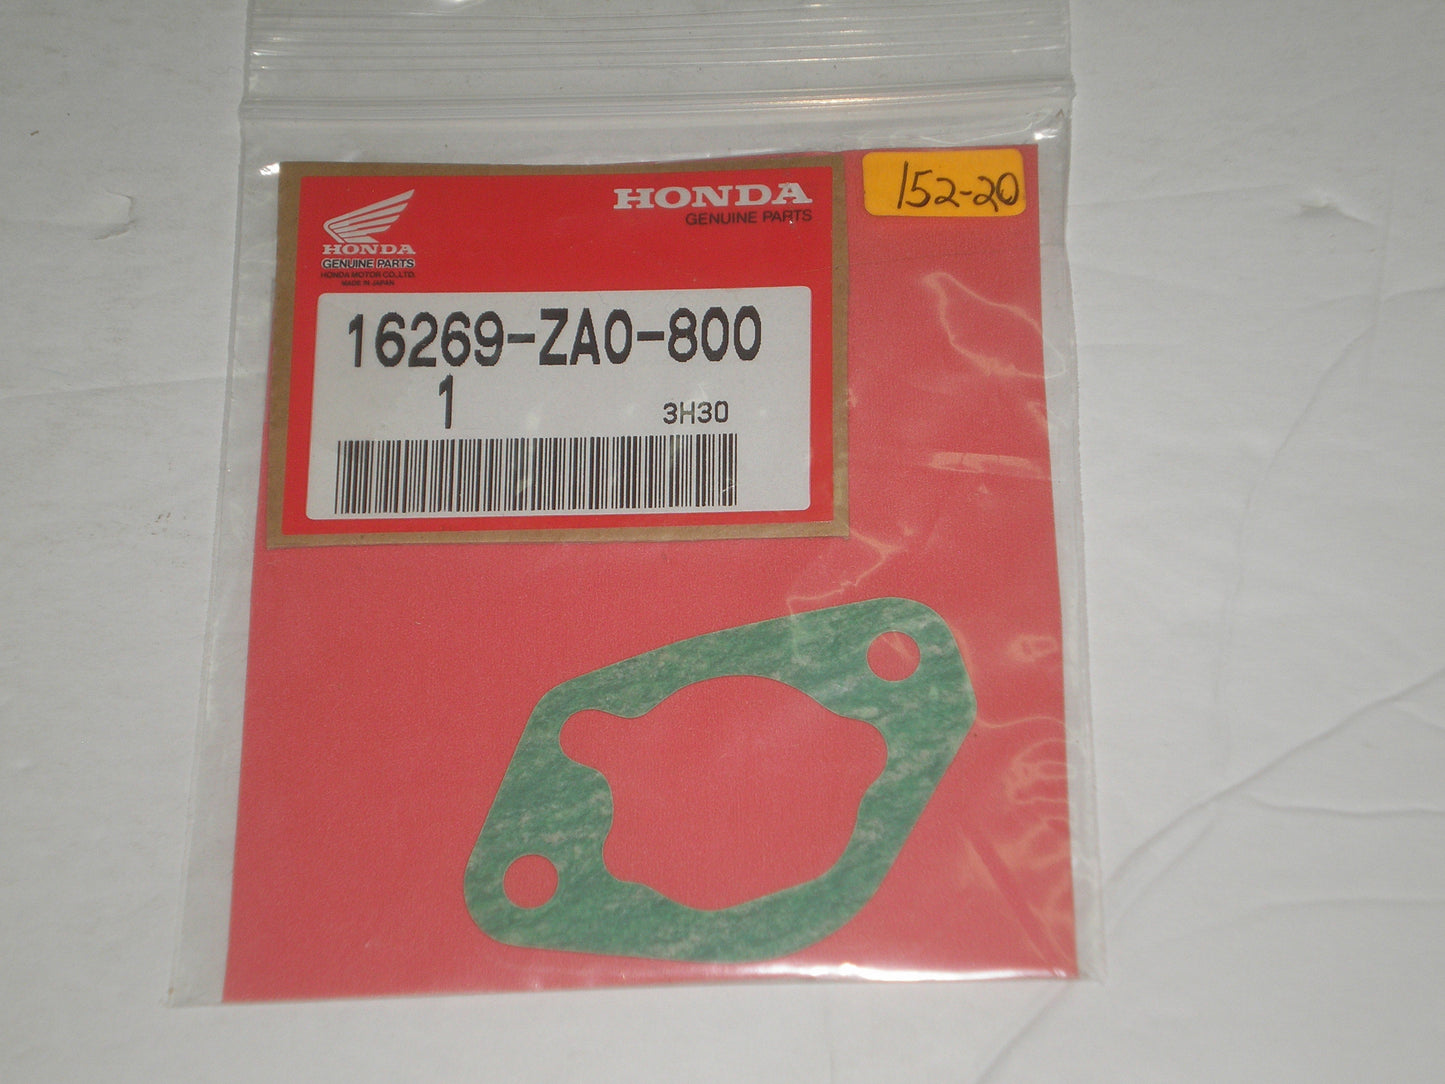 HONDA
GENUINE PARTS
152-20
HONDA
GENUINE PARTS
HONDA MOTOR CO., LTD.
MADE IN JAPAN
16269-ZA0-800
1 3H30